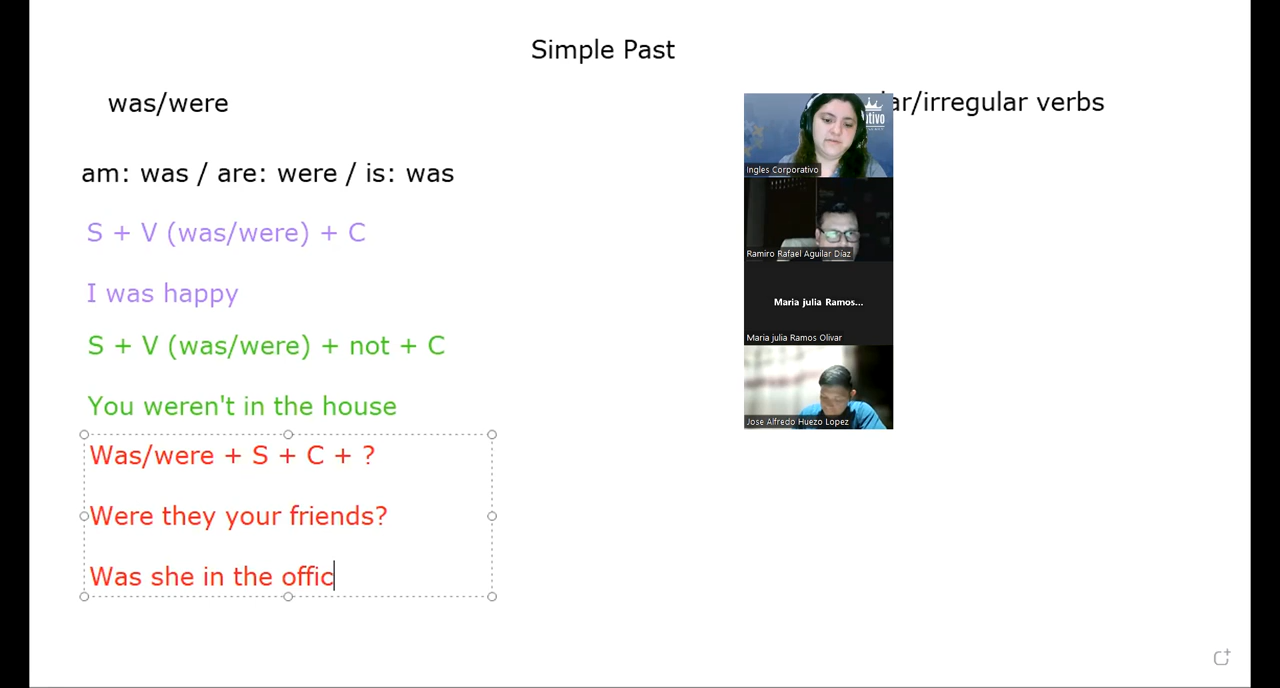 Simple Past
was/were
ar/irregular verbs
am: was / are: were / is: was
S + V (was/were) + C
I was happy
S + V (was/were) + not + C
You weren't in the house
Was/were + S + C + ?
Were they your friends?
Was she in the offic
Ingles Corporativo
Ramiro Rafael Aguilar Díaz
Maria julia Ramos...
Maria julia Ramos Olivar
Jose Alfredo Huezo Lopez